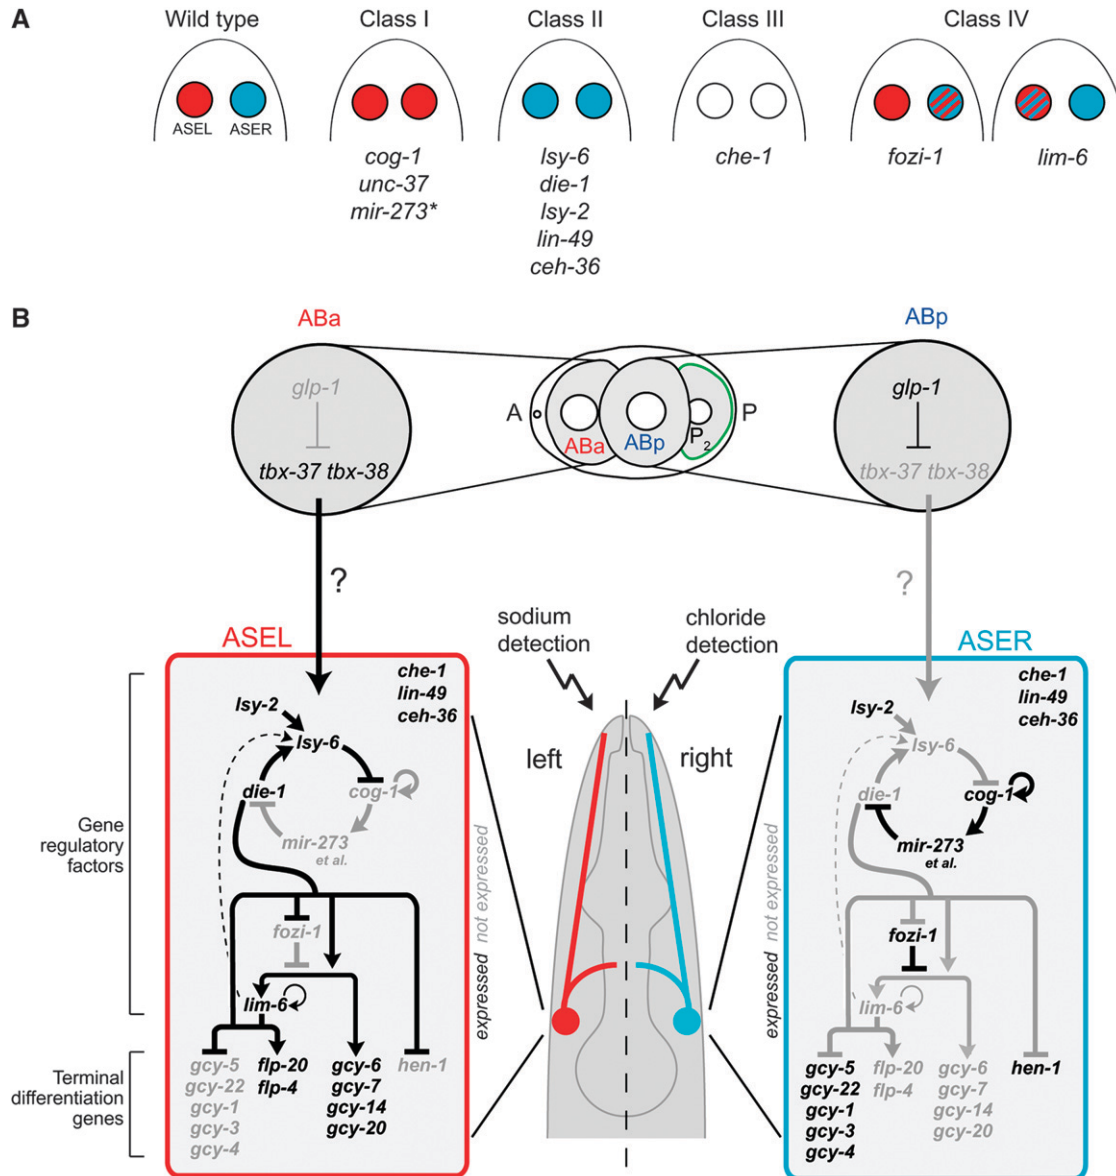 A
Wild type
Class I
Class II
Class III
Class IV
ASEL
ASER
cog-1
unc-37
mir-273*
lsy-6
die-1
lsy-2
lin-49
ceh-36
che-1
fozi-1
lim-6
B
ABa
ABp
glp-1
tbx-37 tbx-38
A
ABa
ABp
P2
P
glp-1
tbx-37 tbx-38
?
?
sodium
detection
chloride
detection
ASEL
ASER
Gene
regulatory
factors
che-1
lin-49
ceh-36
lsy-2
lsy-6
die-1
cog-1
mir-273
et al.
fozi-1
lim-6
Terminal
differentiation
genes
gcy-5
gcy-22
gcy-1
gcy-3
gcy-4
flp-20
flp-4
gcy-6
gcy-7
gcy-14
gcy-20
hen-1
expressed not expressed
left
right
expressed not expressed
che-1
lin-49
ceh-36
lsy-2
lsy-6
die-1
cog-1
mir-273
et al.
fozi-1
lim-6
gcy-5
gcy-22
gcy-1
gcy-3
gcy-4
flp-20
flp-4
gcy-6
gcy-7
gcy-14
gcy-20
hen-1